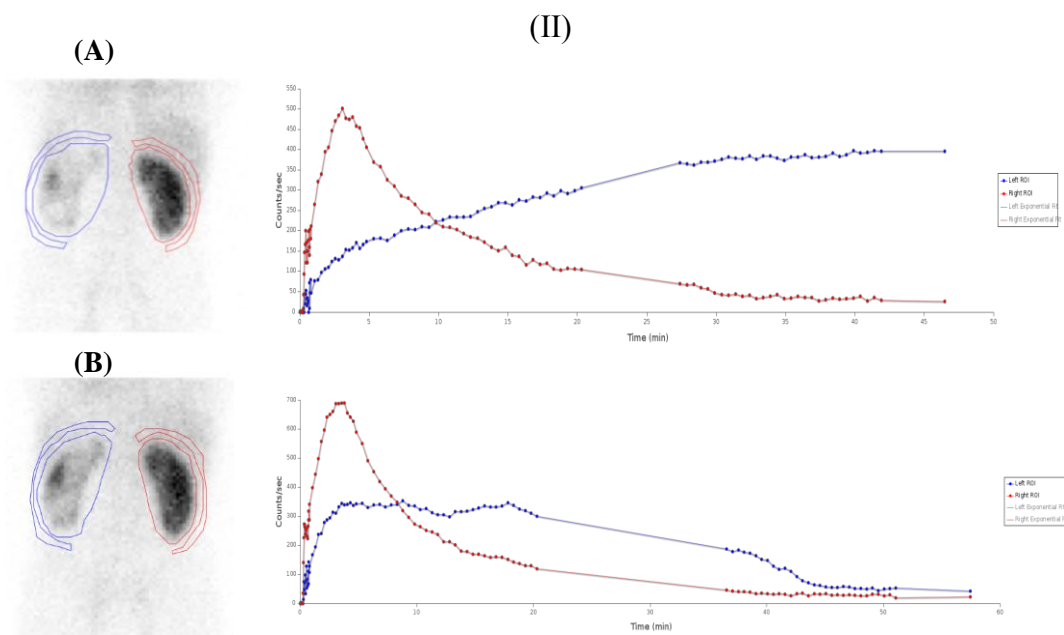 (II)
(A)
550
500
450
400
350
300
250
200
150
100
50
0
Counts/sec
0 5 10 15 20 25 30 35 40 45 50
Time (min)
Left ROI
Right ROI
Left Exponential Fit
Right Exponential Fit
(B)
700
600
500
400
300
200
100
0
Counts/sec
0 10 20 30 40 50 60
Time (min)
Left ROI
Right ROI
Left Exponential Fit
Right Exponential Fit